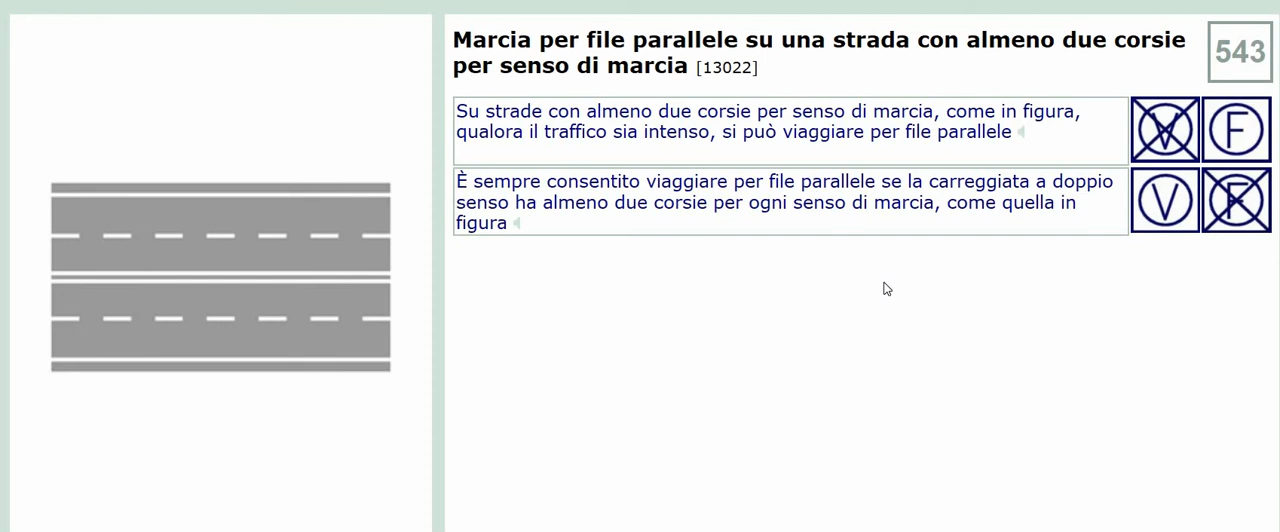 Marcia per file parallele su una strada con almeno due corsie
per senso di marcia [13022]
543
Su strade con almeno due corsie per senso di marcia, come in figura,
qualora il traffico sia intenso, si può viaggiare per file parallele
V F
È sempre consentito viaggiare per file parallele se la carreggiata a doppio
senso ha almeno due corsie per ogni senso di marcia, come quella in
figura
V F